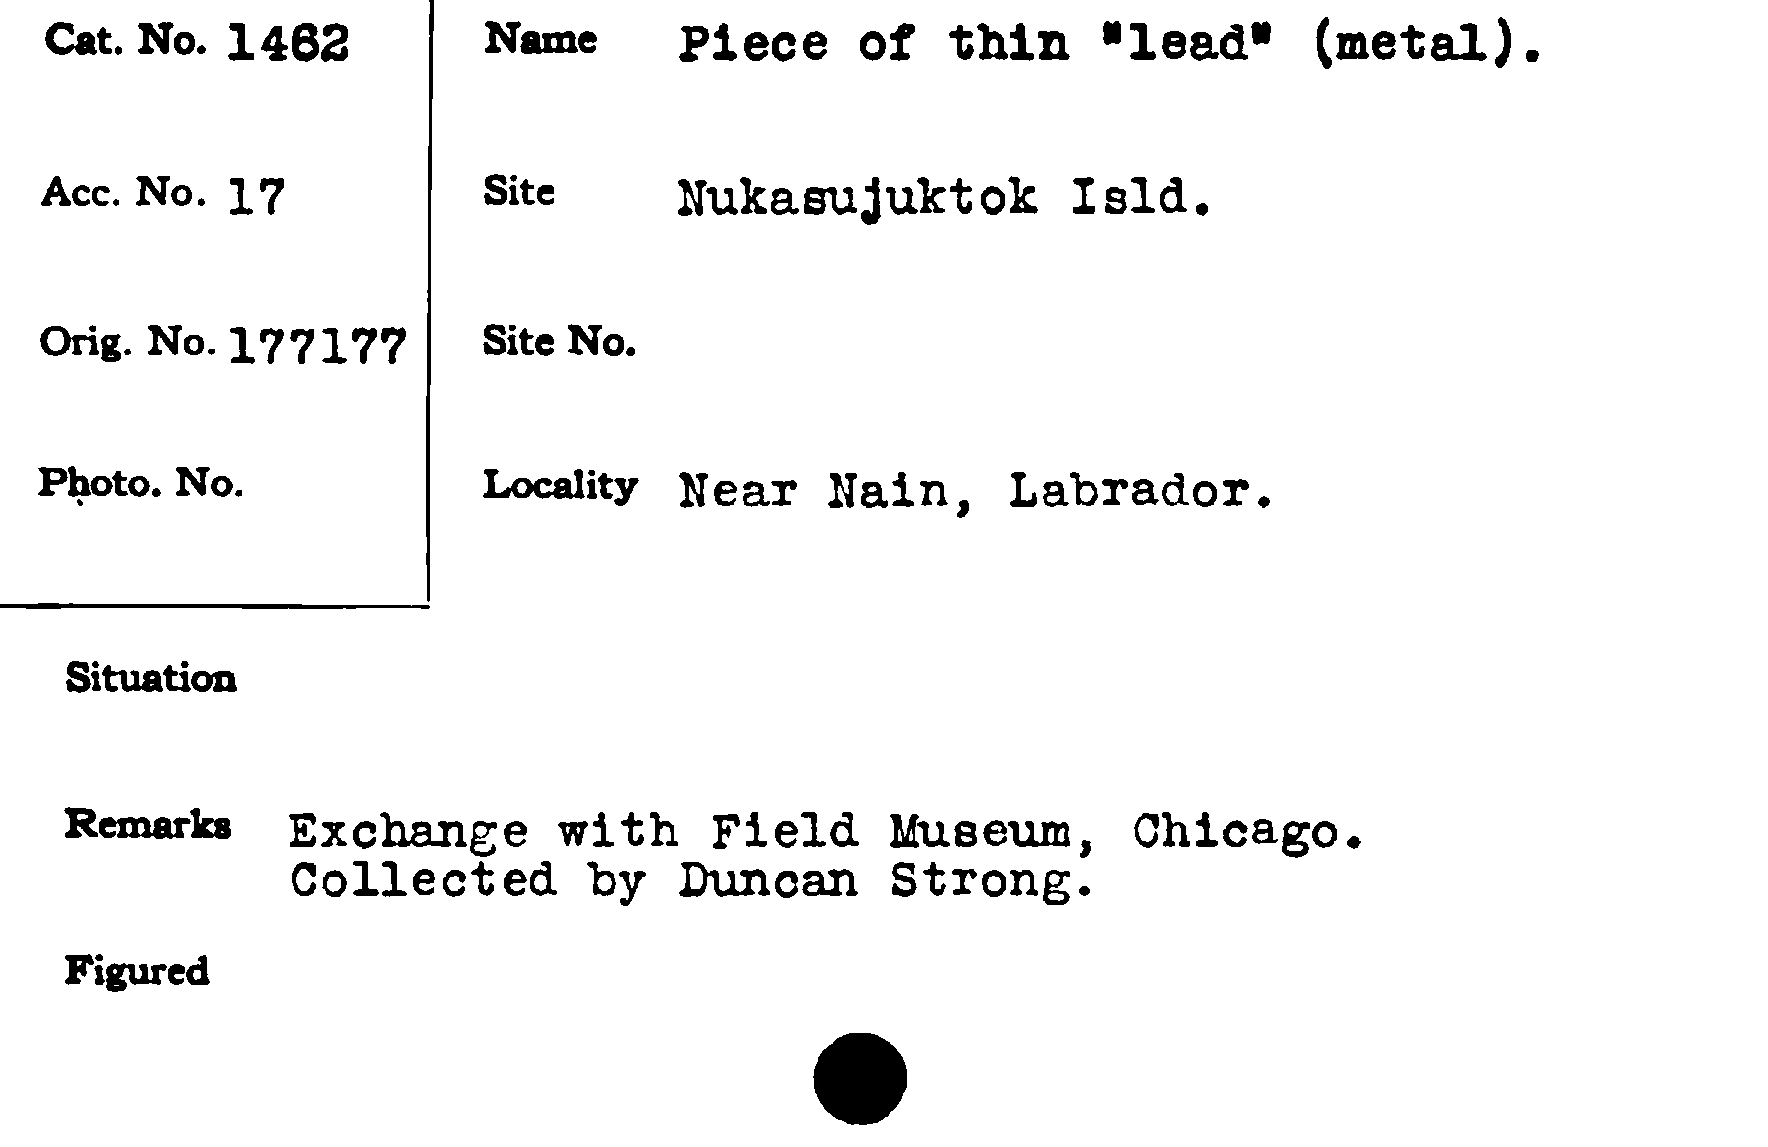 Cat. No. 1462
Name Piece of thin "lead" (metal).
Acc. No. 17
Site Nukasujuktok Isld.
Orig. No. 177177
Site No.
Photo. No.
Locality Near Nain, Labrador.
Situation
Remarks Exchange with Field Museum, Chicago.
Collected by Duncan Strong.
Figured